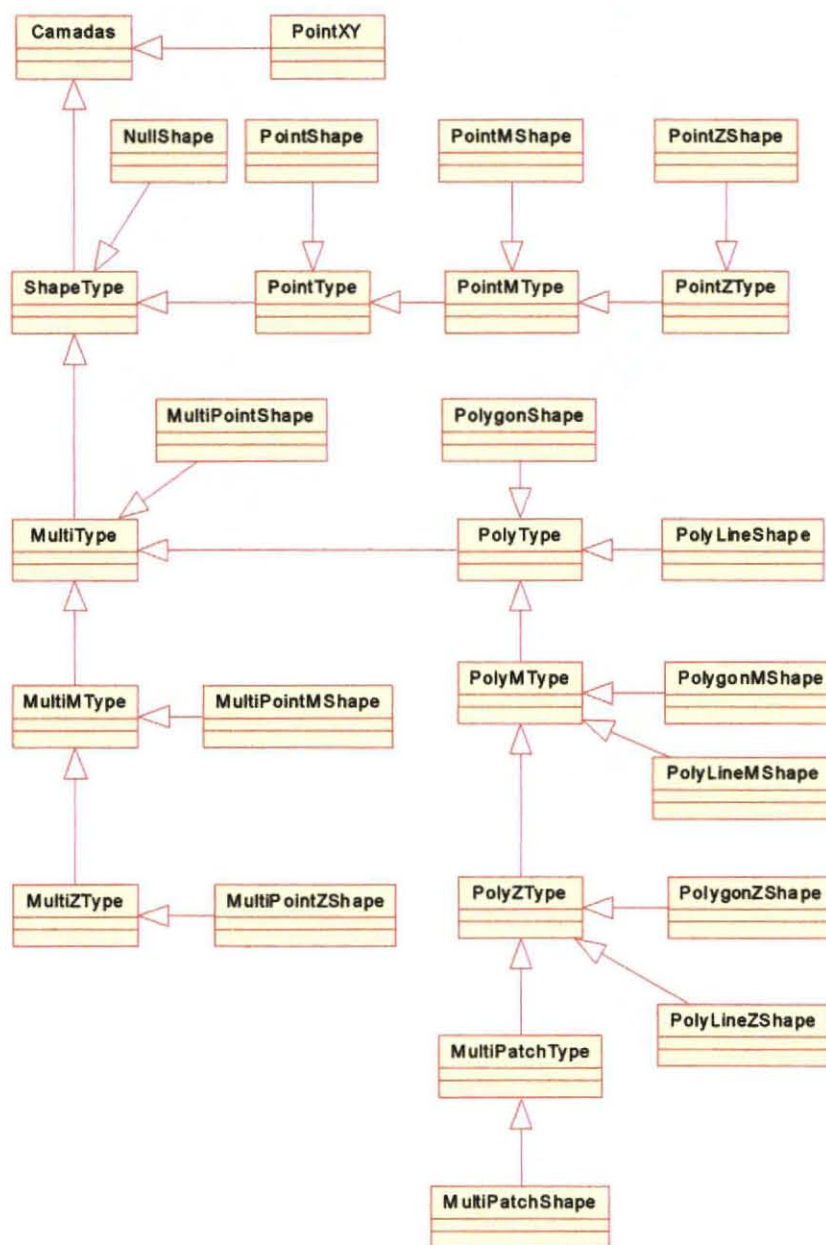 Camadas
PointXY
NullShape
PointShape
PointMShape
PointZShape
ShapeType
PointType
PointMType
PointZType
MultiPointShape
PolygonShape
MultiType
PolyType
PolyLineShape
MultiMType
MultiPointMShape
PolyMType
PolygonMShape
PolyLineMShape
MultiZType
MultiPointZShape
PolyZType
PolygonZShape
PolyLineZShape
MultiPatchType
MultiPatchShape